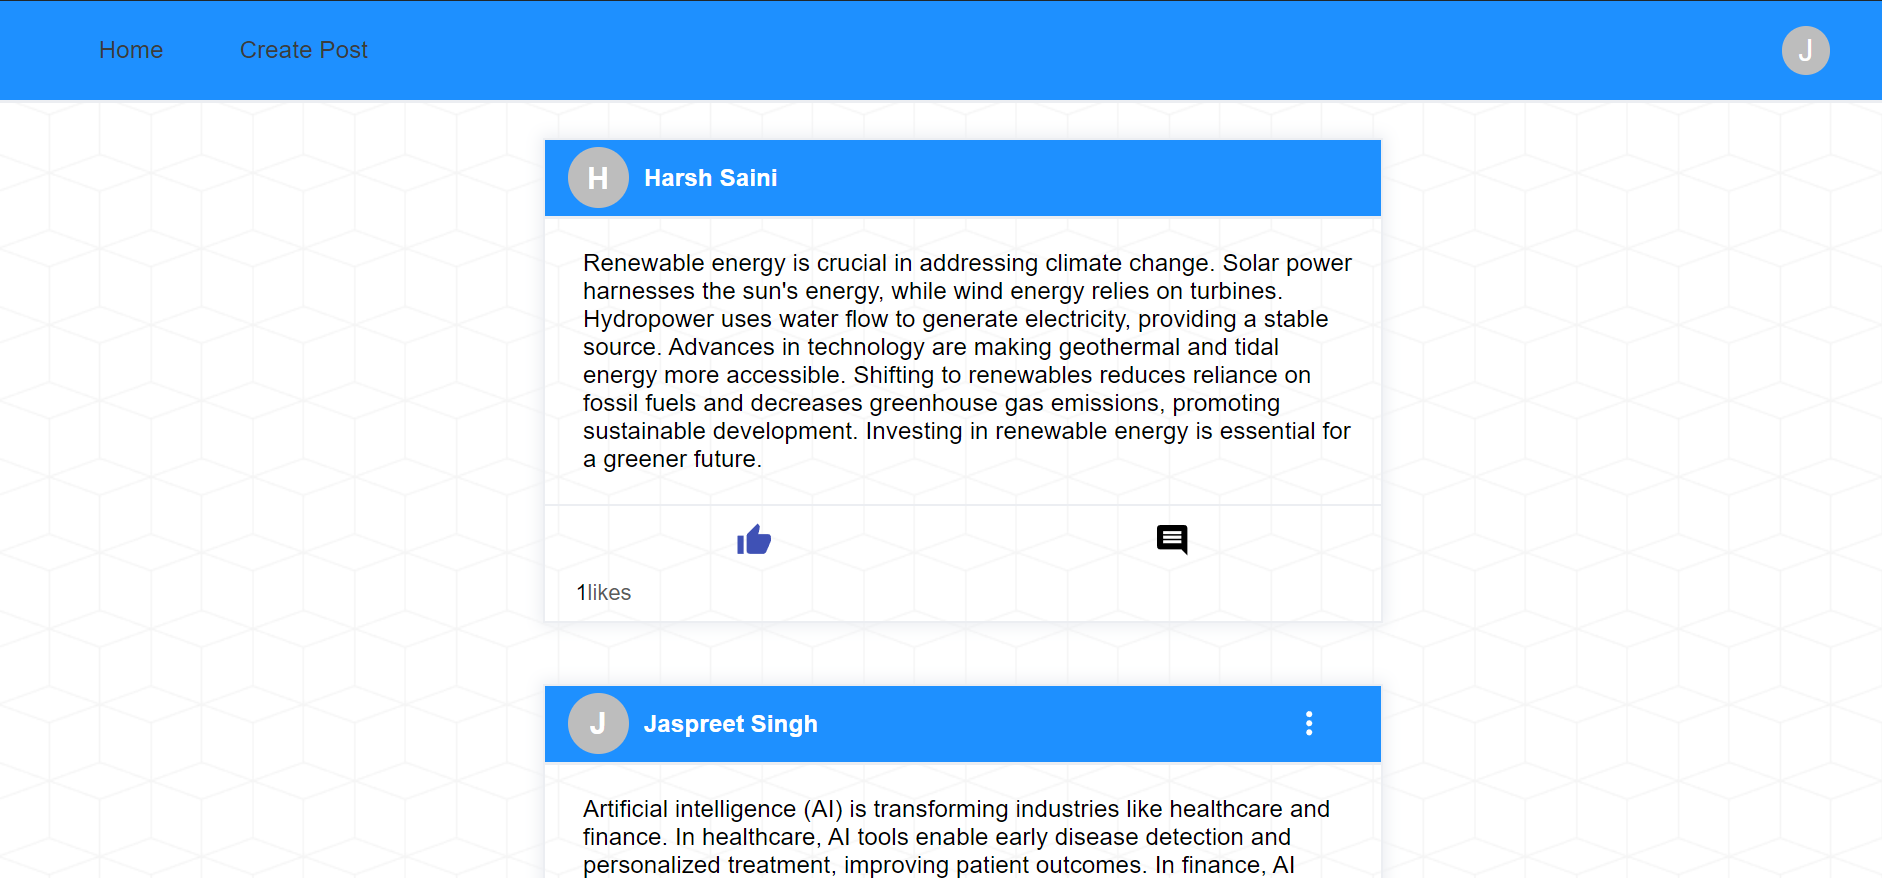 Home Create Post J
H Harsh Saini
Renewable energy is crucial in addressing climate change. Solar power
harnesses the sun's energy, while wind energy relies on turbines.
Hydropower uses water flow to generate electricity, providing a stable
source. Advances in technology are making geothermal and tidal
energy more accessible. Shifting to renewables reduces reliance on
fossil fuels and decreases greenhouse gas emissions, promoting
sustainable development. Investing in renewable energy is essential for
a greener future.
1likes
J Jaspreet Singh
Artificial intelligence (AI) is transforming industries like healthcare and
finance. In healthcare, AI tools enable early disease detection and
personalized treatment, improving patient outcomes. In finance, AI